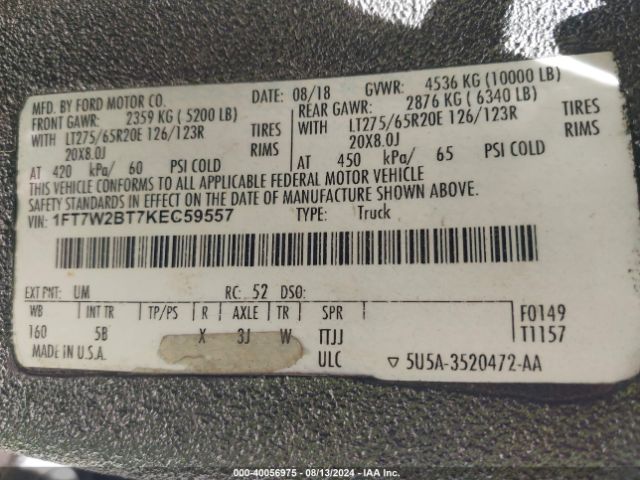 MFD. BY FORD MOTOR CO. DATE: 08/18 GVWR: 4536 KG (10000 LB)
FRONT GAWR: 2359 KG (5200 LB) REAR GAWR: 2876 KG (6340 LB)
WITH LT275/65R20E 126/123R TIRES WITH LT275/65R20E 126/123R TIRES
20X8.0J RIMS 20X8.0J RIMS
AT 420 kPa/ 60 PSI COLD AT 450 kPa/ 65 PSI COLD
THIS VEHICLE CONFORMS TO ALL APPLICABLE FEDERAL MOTOR VEHICLE
SAFETY STANDARDS IN EFFECT ON THE DATE OF MANUFACTURE SHOWN ABOVE.
VIN: 1FT7W2BT7KEC59557 TYPE: Truck
EXT PNT: UM RC: 52 DSO:
WB INT TR TP/PS R AXLE TR SPR F0149
160 5B X 3J W TTJJ T1157
MADE IN U.S.A. ULC ▽ 5U5A-3520472-AA
000-40056975 - 08/13/2024 - IAA Inc.